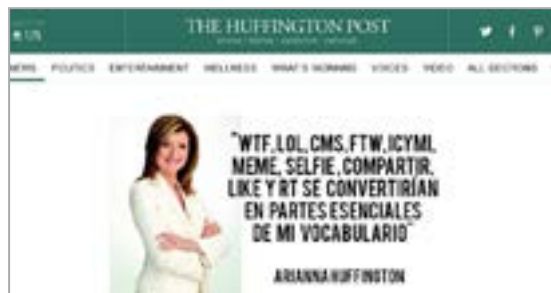 THE HUFFINGTON POST
NEWS POLITICS ENTERTAINMENT WELLNESS WHAT'S WORKING VOICES VIDEO ALL SECTIONS
"WTF, LOL, CMS, FTW, ICYMI,
MEME, SELFIE, COMPARTIR,
LIKE Y RT SE CONVERTIRÍAN
EN PARTES ESENCIALES
DE MI VOCABULARIO"
ARIANNA HUFFINGTON